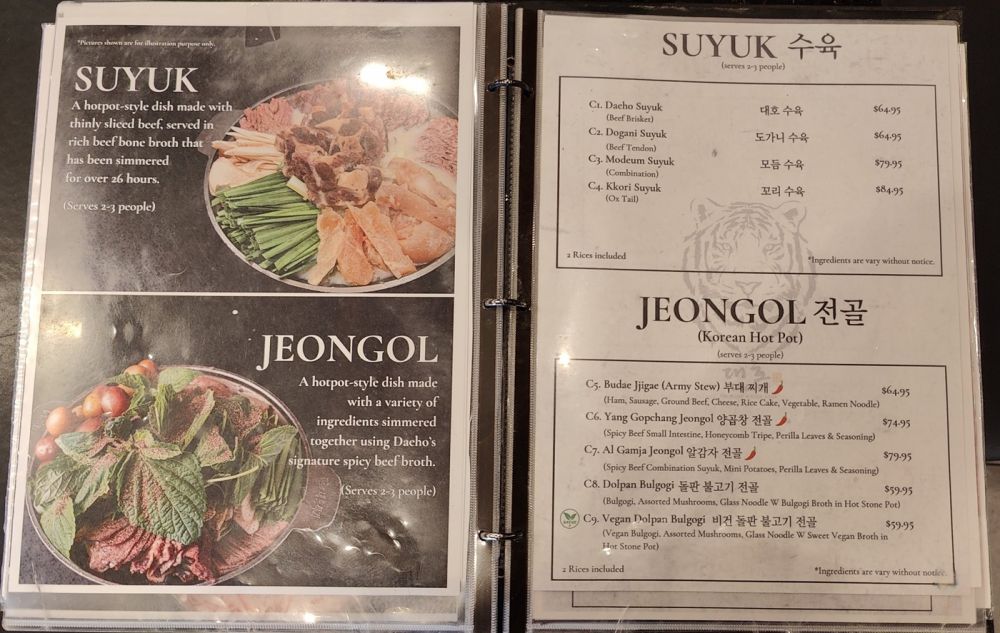 *Pictures shown are for illustration purpose only.
SUYUK
A hotpot-style dish made with
thinly sliced beef, served in
rich beef bone broth that
has been simmered
for over 26 hours.
(Serves 2-3 people)
JEONGOL
A hotpot-style dish made
with a variety of
ingredients simmered
together using Daeho's
signature spicy beef broth.
(Serves 2-3 people)
SUYUK 수육
(serves 2-3 people)
C1. Daeho Suyuk 대호 수육 $64.95
(Beef Brisket)
C2. Dogani Suyuk 도가니 수육 $64.95
(Beef Tendon)
C3. Modeum Suyuk 모듬 수육 $79.95
(Combination)
C4. Kkori Suyuk 꼬리 수육 $84.95
(Ox Tail)
2 Rices included *Ingredients are vary without notice.
JEONGOL 전골
(Korean Hot Pot)
(serves 2-3 people)
대호
C5. Budae Jjigae (Army Stew) 부대 찌개 $64.95
(Ham, Sausage, Ground Beef, Cheese, Rice Cake, Vegetable, Ramen Noodle)
C6. Yang Gopchang Jeongol 양곱창 전골 $74.95
(Spicy Beef Small Intestine, Honeycomb Tripe, Perilla Leaves & Seasoning)
C7. Al Gamja Jeongol 알감자 전골 $79.95
(Spicy Beef Combination Suyuk, Mini Potatoes, Perilla Leaves & Seasoning)
C8. Dolpan Bulgogi 돌판 불고기 전골 $59.95
(Bulgogi, Assorted Mushrooms, Glass Noodle W Bulgogi Broth in Hot Stone Pot)
C9. Vegan Dolpan Bulgogi 비건 돌판 불고기 전골 $59.95
(Vegan Bulgogi, Assorted Mushrooms, Glass Noodle W Sweet Vegan Broth in
Hot Stone Pot)
2 Rices included *Ingredients are vary without notice.